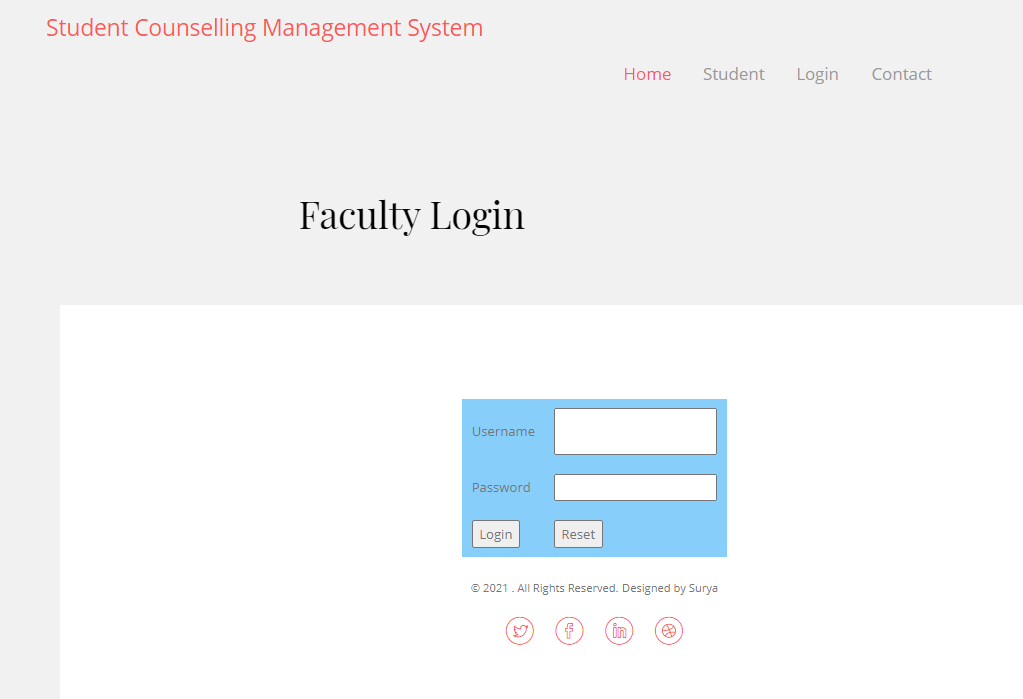 Student Counselling Management System
Home Student Login Contact
Faculty Login
Username
Password
Login Reset
© 2021 . All Rights Reserved. Designed by Surya